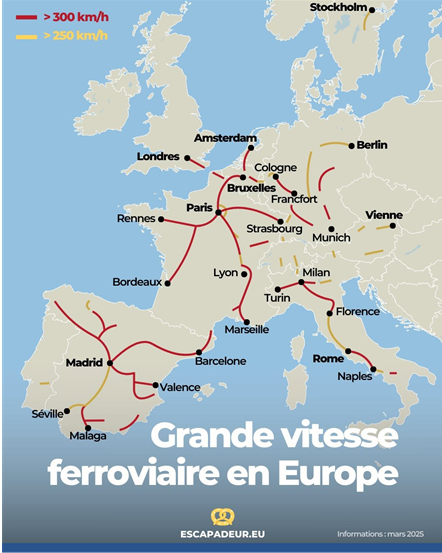 > 300 km/h
> 250 km/h
Stockholm
Amsterdam
Berlin
Londres
Cologne
Bruxelles
Francfort
Paris
Rennes
Strasbourg
Vienne
Munich
Lyon
Milan
Bordeaux
Turin
Florence
Marseille
Madrid
Barcelone
Rome
Naples
Valence
Séville
Malaga
Grande vitesse
ferroviaire en Europe
ESCAPADEUR.EU
Informations : mars 2025